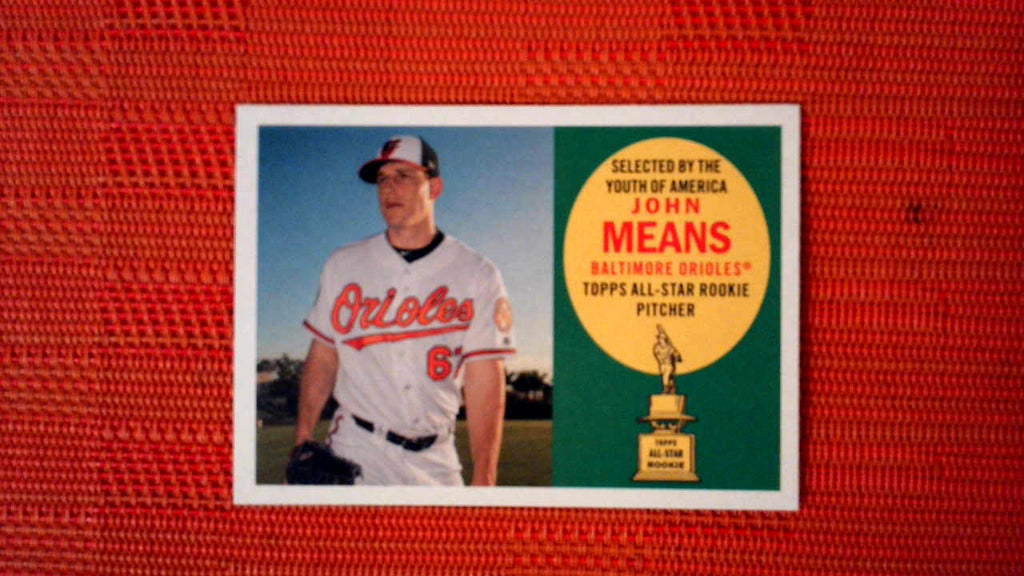 SELECTED BY THE
YOUTH OF AMERICA
JOHN
MEANS
BALTIMORE ORIOLES®
TOPPS ALL-STAR ROOKIE
PITCHER
Orioles
TOPPS
ALL-STAR
ROOKIE